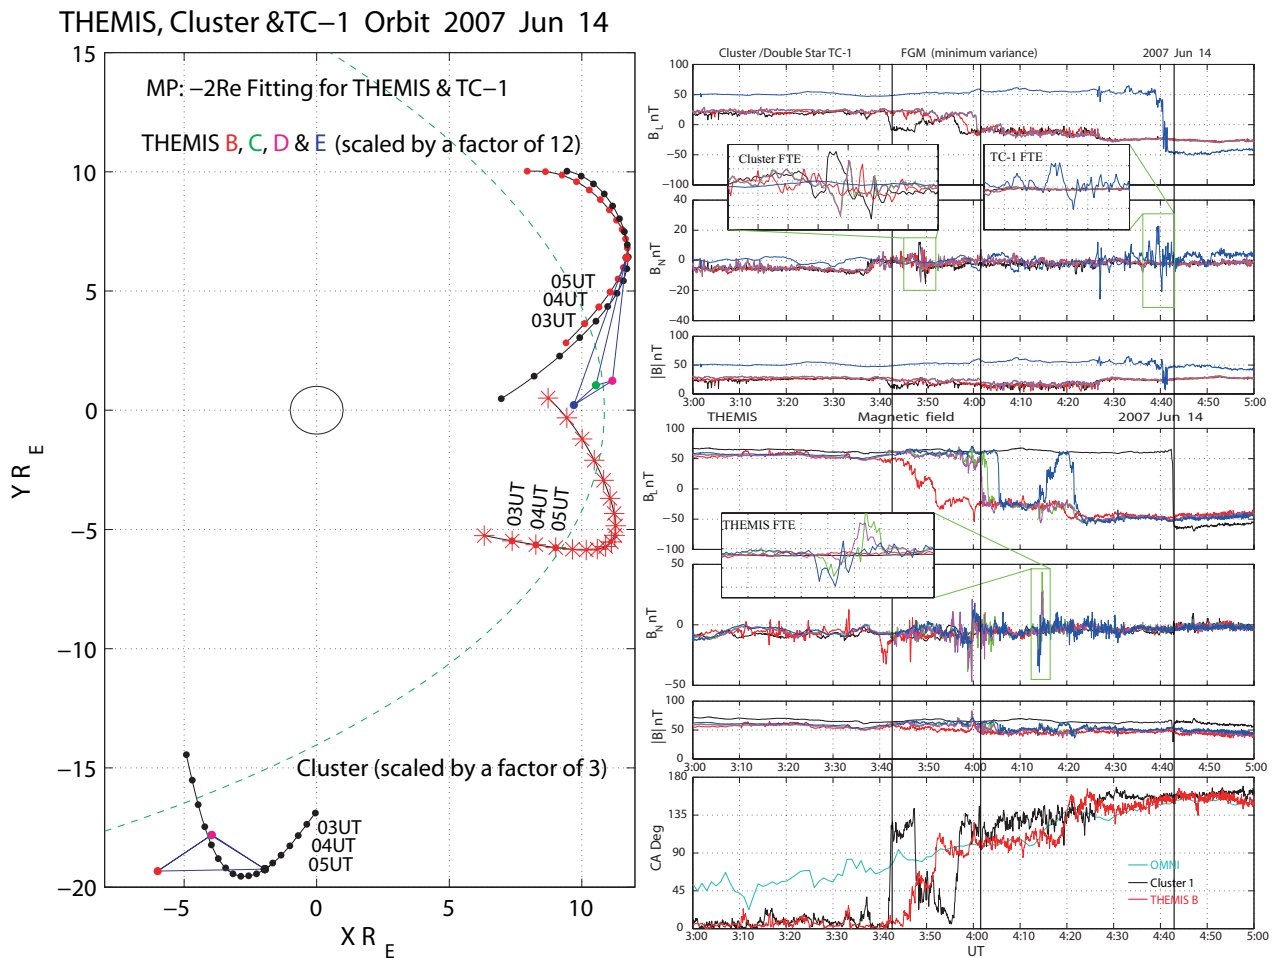 THEMIS, Cluster &TC−1 Orbit 2007 Jun 14
MP: −2Re Fitting for THEMIS & TC−1
THEMIS B, C, D & E (scaled by a factor of 12)
15
10
5
0
−5
−10
−15
−20
Y R E
05UT
04UT
03UT
03UT
04UT
05UT
Cluster (scaled by a factor of 3)
03UT
04UT
05UT
−5
0
5
10
X R E
Cluster /Double Star TC-1 FGM (minimum variance) 2007 Jun 14
100
50
0
−50
−100
BL nT
Cluster FTE
TC-1 FTE
40
20
0
−20
−40
BN nT
100
50
0
|B|nT
3:00 3:10 3:20 3:30 3:40 3:50 4:00 4:10 4:20 4:30 4:40 4:50 5:00
THEMIS Magnetic field 2007 Jun 14
100
50
0
−50
−100
BL nT
THEMIS FTE
50
0
−50
BN nT
100
50
0
|B|nT
3:00 3:10 3:20 3:30 3:40 3:50 4:00 4:10 4:20 4:30 4:40 4:50 5:00
180
135
90
45
0
CA Deg
OMNI
Cluster 1
THEMIS B
3:00 3:10 3:20 3:30 3:40 3:50 4:00 4:10 4:20 4:30 4:40 4:50 5:00
UT